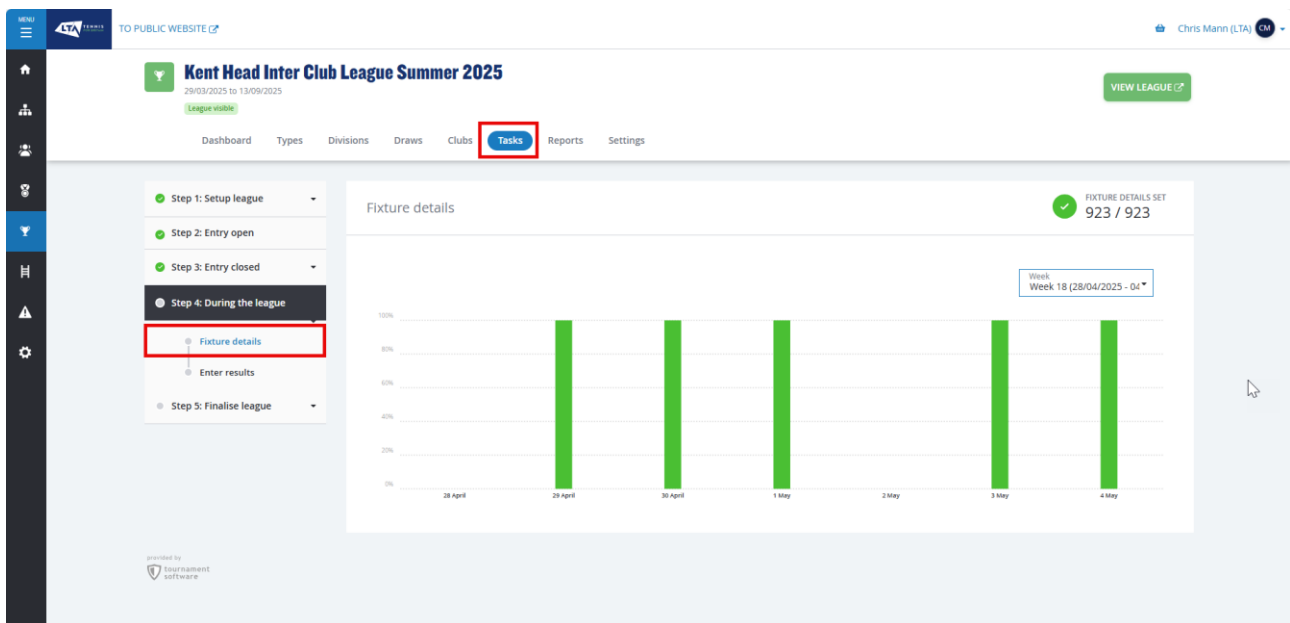 MENU
LTA TENNIS
TO PUBLIC WEBSITE
Chris Mann (LTA) CM
Kent Head Inter Club League Summer 2025
29/03/2025 to 13/09/2025
League visible
VIEW LEAGUE
Dashboard Types Divisions Draws Clubs Tasks Reports Settings
Step 1: Setup league
Step 2: Entry open
Step 3: Entry closed
Step 4: During the league
Fixture details
Enter results
Step 5: Finalise league
Fixture details
FIXTURE DETAILS SET
923 / 923
Week
Week 18 (28/04/2025 - 04
100%
80%
60%
40%
20%
0%
28 April 29 April 30 April 1 May 2 May 3 May 4 May
provided by
tournament
software